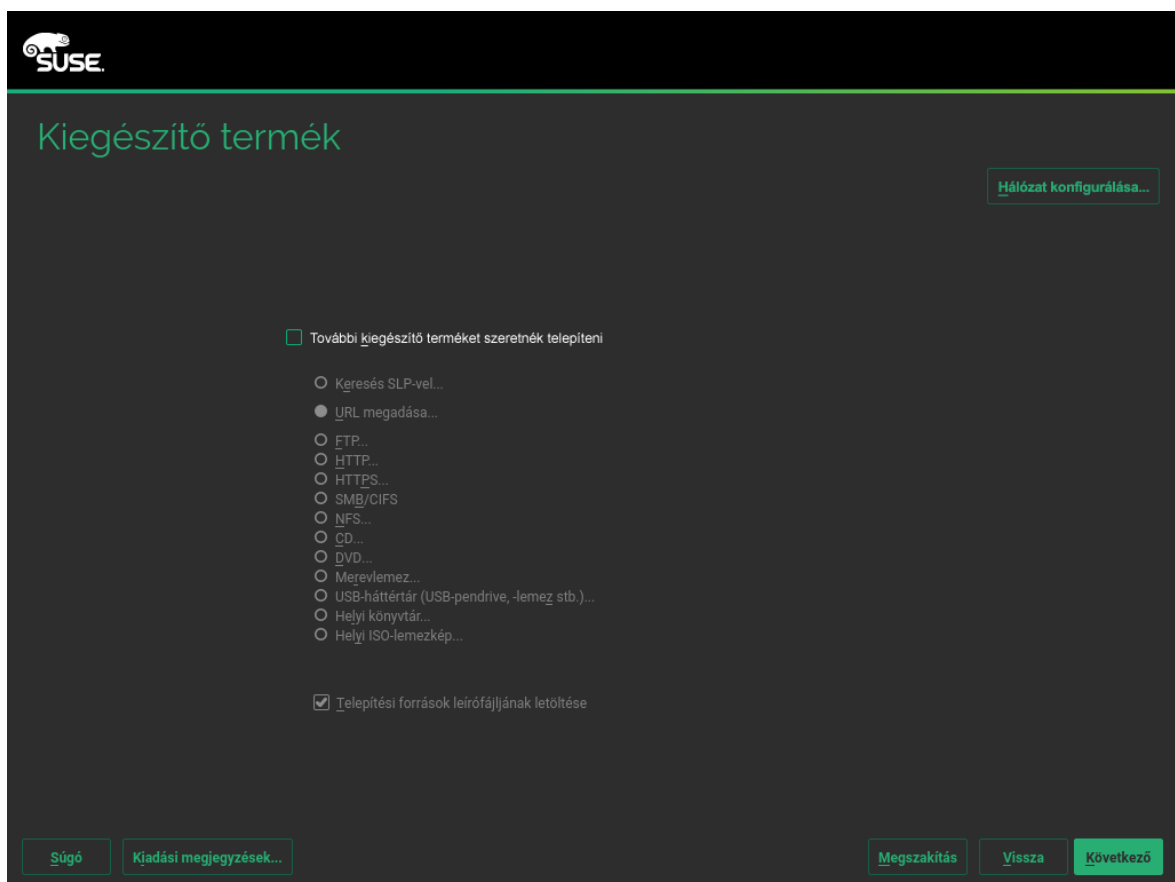 SUSE.
Kiegészítő termék
Hálózat konfigurálása...
További kiegészítő terméket szeretnék telepíteni
Keresés SLP-vel...
URL megadása...
FTP...
HTTP...
HTTPS...
SMB/CIFS
NFS...
CD...
DVD...
Merevlemez...
USB-háttértár (USB-pendrive, -lemez stb.)...
Helyi könyvtár...
Helyi ISO-lemezkép...
Telepítési források leírófájljának letöltése
Súgó Kiadási megjegyzések... Megszakítás Vissza Következő